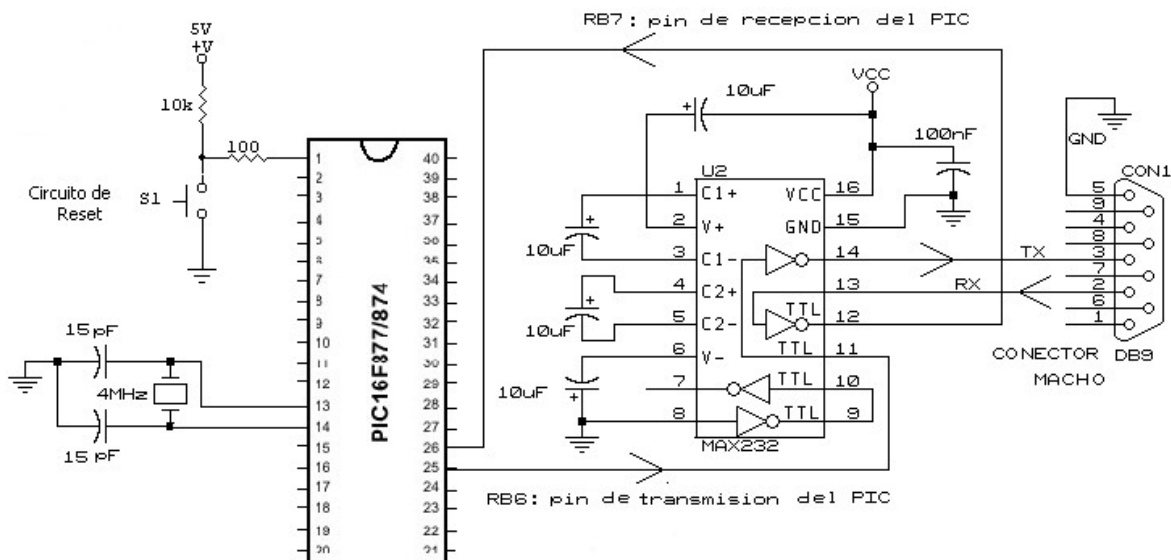 RB7: pin de recepcion del PIC
5V
+V
10k
100
Circuito de
Reset
S1
15 pF
4MHz
15 pF
PIC16F877/874
1
2
3
4
5
6
7
8
9
10
11
12
13
14
15
16
17
18
19
20
40
39
38
37
36
35
34
33
32
31
30
29
28
27
26
25
24
23
22
21
VCC
10uF
+
100nF
GND
CON1
U2
1 C1+ VCC 16
2 V+ GND 15
3 C1- 14
4 C2+ 13
5 C2- 12
6 V- TTL 11
7 TTL 10
8 TTL 9
MAX232
+
10uF
+
10uF
10uF
+
TX
RX
TTL
5
9
4
8
3
7
2
6
1
CONECTOR DB9
MACHO
RB6: pin de transmision del PIC